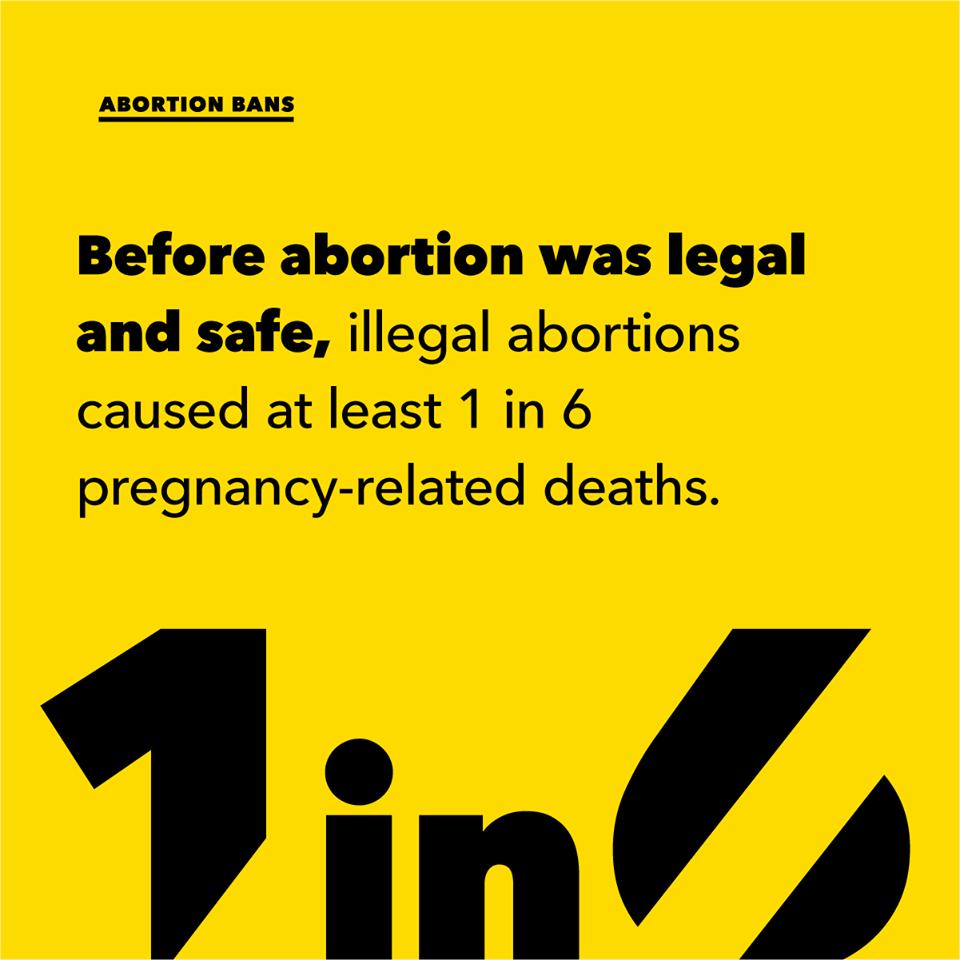 ABORTION BANS
Before abortion was legal
and safe, illegal abortions
caused at least 1 in 6
pregnancy-related deaths.
1 in 6